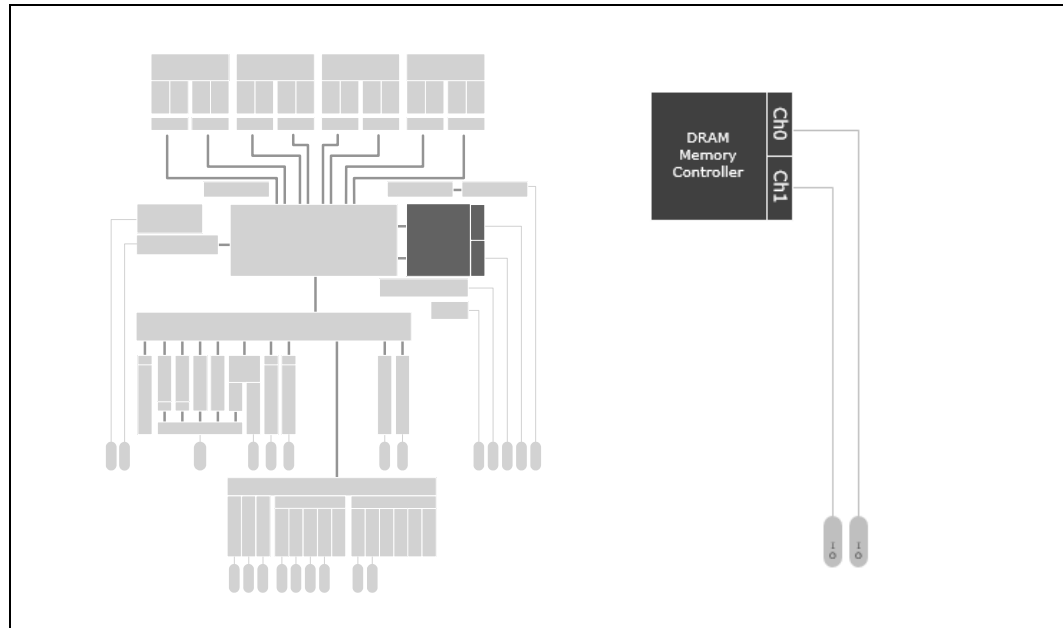 DRAM
Memory
Controller
Ch0
Ch1
I
O
I
O